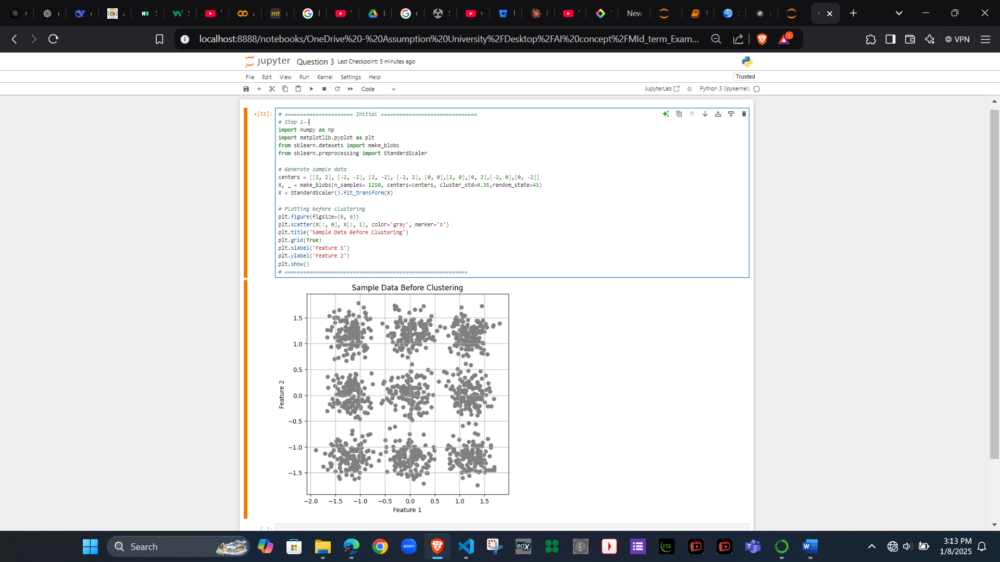 New
localhost:8888/notebooks/OneDrive%20-%20Assumption%20University%2FDesktop%2FAI%20concept%2FMId_term_Exam...
1
VPN
jupyter Question 3 Last Checkpoint: 5 minutes ago
File Edit View Run Kernel Settings Help
Trusted
Code
JupyterLab
Python 3 (ipykernel)
[11]:
# ====================== Initial ===============================
# Step 1--
import numpy as np
import matplotlib.pyplot as plt
from sklearn.datasets import make_blobs
from sklearn.preprocessing import StandardScaler
# Generate sample data
centers = [[2, 2], [-2, -2], [2, -2], [-2, 2], [0, 0],[2, 0],[0, 2],[-2, 0],[0, -2]]
X, _ = make_blobs(n_samples= 1250, centers=centers, cluster_std=0.35,random_state=41)
X = StandardScaler().fit_transform(X)
# Plotting before clustering
plt.figure(figsize=(6, 6))
plt.scatter(X[:, 0], X[:, 1], color='gray', marker='o')
plt.title('Sample Data Before Clustering')
plt.grid(True)
plt.xlabel('Feature 1')
plt.ylabel('Feature 2')
plt.show()
# ===========================================================
Sample Data Before Clustering
1.5
1.0
0.5
0.0
−0.5
−1.0
−1.5
Feature 2
−2.0 −1.5 −1.0 −0.5 0.0 0.5 1.0 1.5
Feature 1
[ ]:
Search
zoom
edX
YTS
3:13 PM
1/8/2025